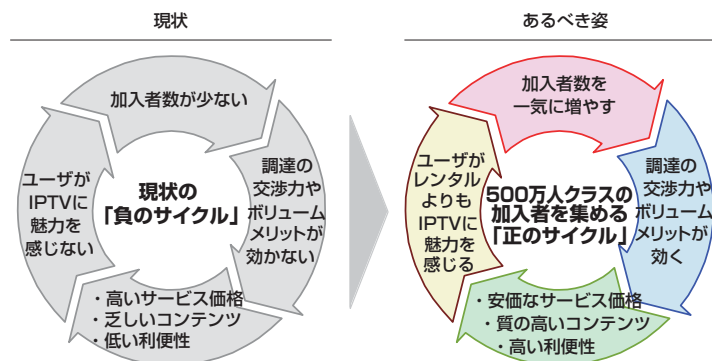 現状
加入者数が少ない
調達の
交渉力や
ボリューム
メリットが
効かない
・高いサービス価格
・乏しいコンテンツ
・低い利便性
ユーザが
IPTVに
魅力を
感じない
現状の
「負のサイクル」
あるべき姿
加入者数を
一気に増やす
調達の
交渉力や
ボリューム
メリットが
効く
・安価なサービス価格
・質の高いコンテンツ
・高い利便性
ユーザが
レンタル
よりも
IPTVに
魅力を
感じる
500万人クラスの
加入者を集める
「正のサイクル」